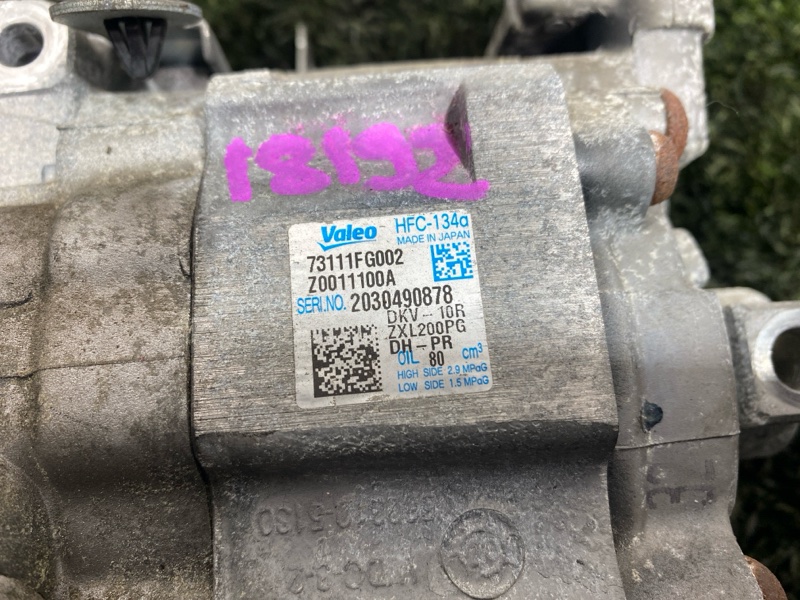 18192
Valeo HFC-134a
MADE IN JAPAN
73111FG002
Z0011100A
SERI.NO. 2030490878
DKV-10R
ZXL200PG
DH-PR
OIL 80 cm³
HIGH SIDE 2.9 MPaG
LOW SIDE 1.5 MPaG